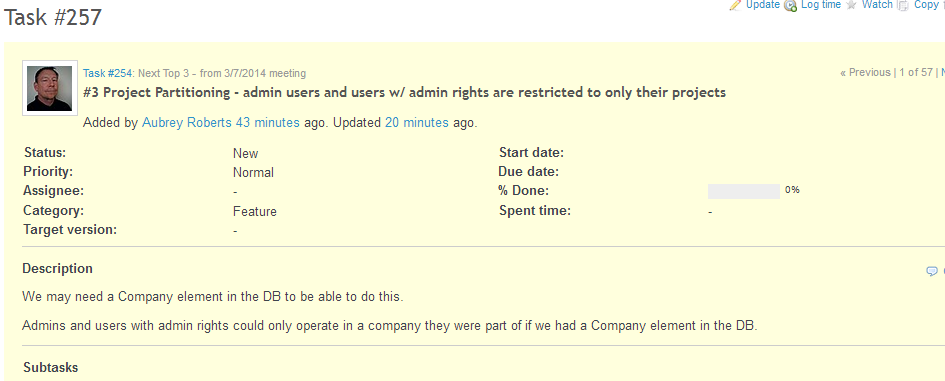 Task #257
Update Log time Watch Copy
Task #254: Next Top 3 - from 3/7/2014 meeting
« Previous | 1 of 57 |
#3 Project Partitioning - admin users and users w/ admin rights are restricted to only their projects
Added by Aubrey Roberts 43 minutes ago. Updated 20 minutes ago.
Status: New Start date:
Priority: Normal Due date:
Assignee: - % Done: 0%
Category: Feature Spent time: -
Target version: -
Description
We may need a Company element in the DB to be able to do this.
Admins and users with admin rights could only operate in a company they were part of if we had a Company element in the DB.
Subtasks